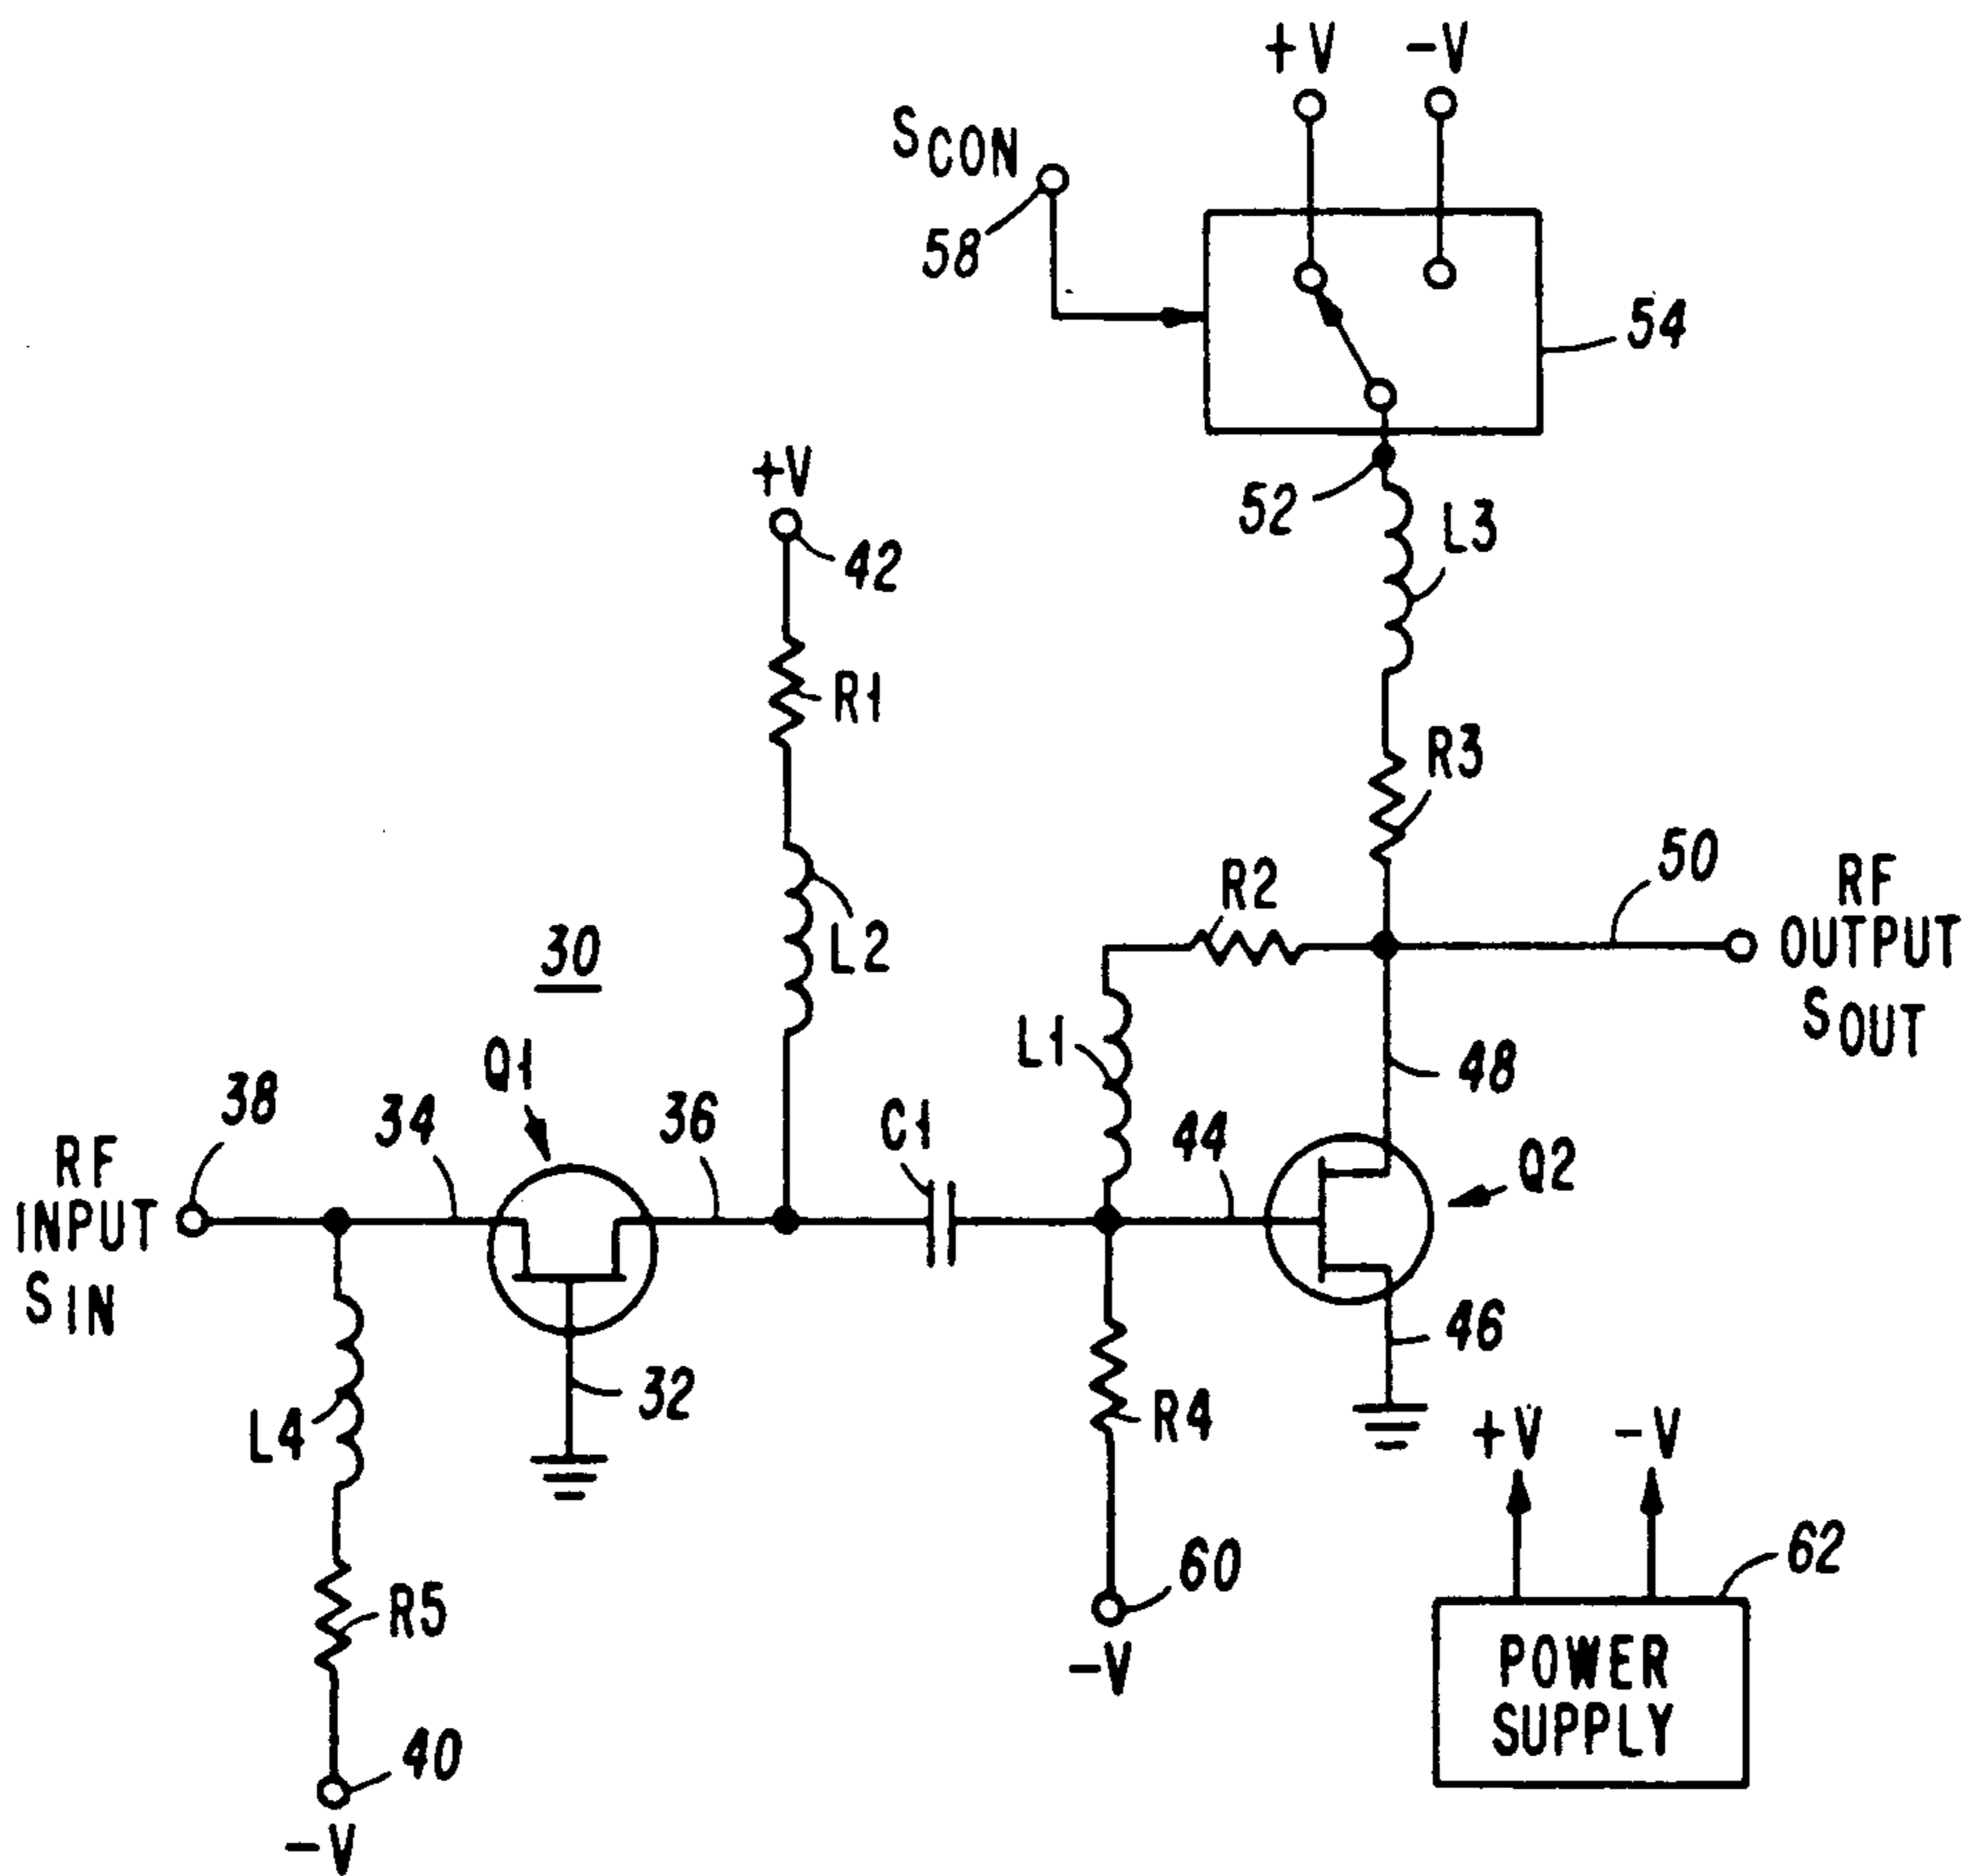 +V -V
SCON
58
54
+V
52
L3
42
R1
R3
R2
50
RF
OUTPUT
SOUT
L2
30
L1
48
Q1
38
34
36
C1
44
Q2
RF
INPUT
SIN
46
32
L4
R4
+V -V
62
60
R5
POWER
SUPPLY
-V
40
-V